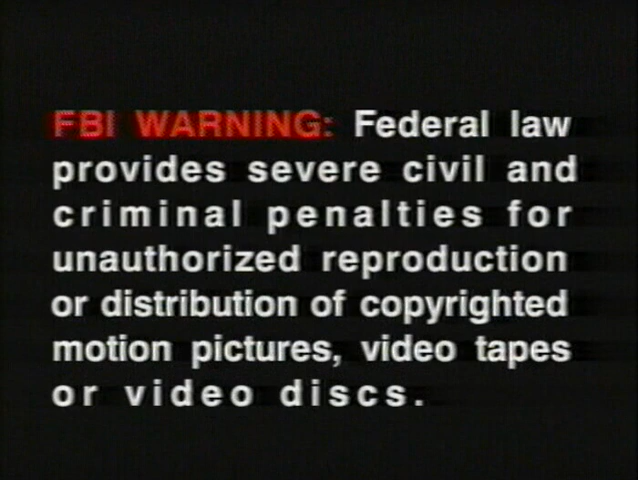 FBI WARNING: Federal law
provides severe civil and
criminal penalties for
unauthorized reproduction
or distribution of copyrighted
motion pictures, video tapes
or video discs.